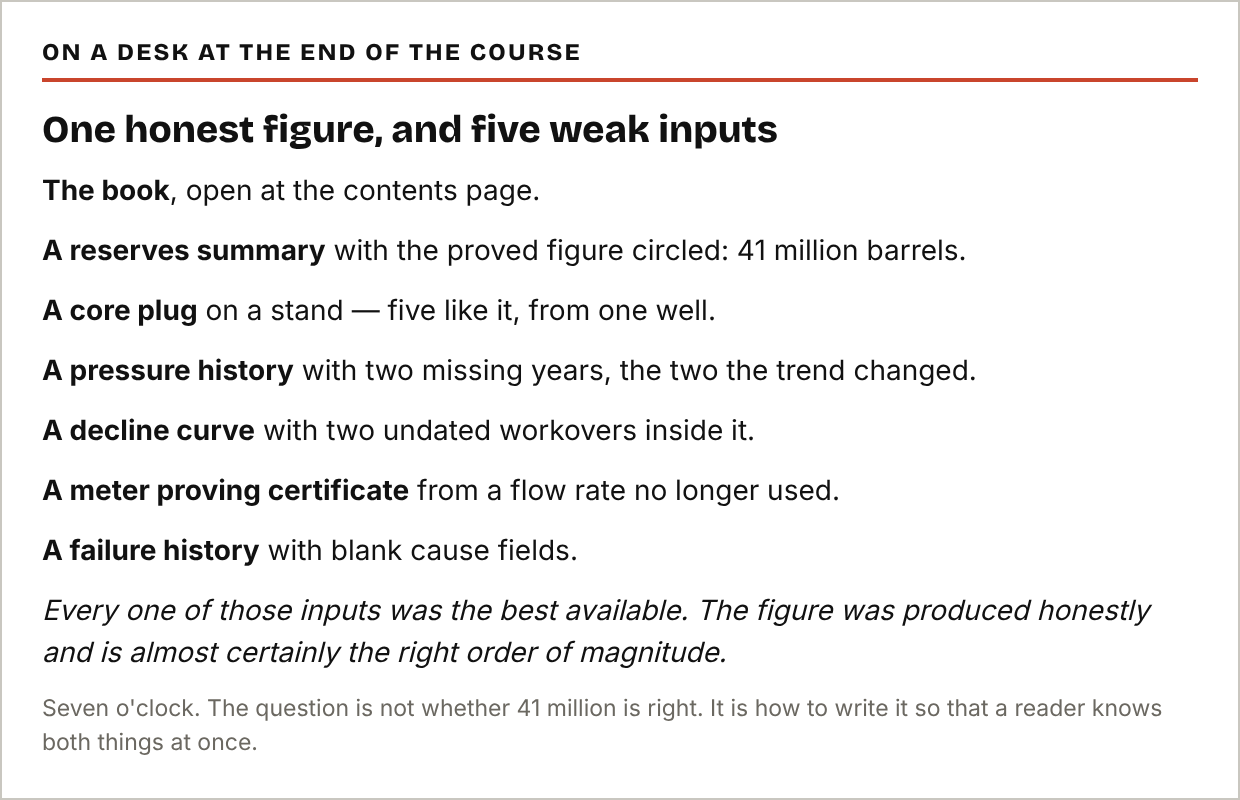 ON A DESK AT THE END OF THE COURSE
One honest figure, and five weak inputs
The book, open at the contents page.
A reserves summary with the proved figure circled: 41 million barrels.
A core plug on a stand — five like it, from one well.
A pressure history with two missing years, the two the trend changed.
A decline curve with two undated workovers inside it.
A meter proving certificate from a flow rate no longer used.
A failure history with blank cause fields.
Every one of those inputs was the best available. The figure was produced honestly
and is almost certainly the right order of magnitude.
Seven o'clock. The question is not whether 41 million is right. It is how to write it so that a reader knows
both things at once.